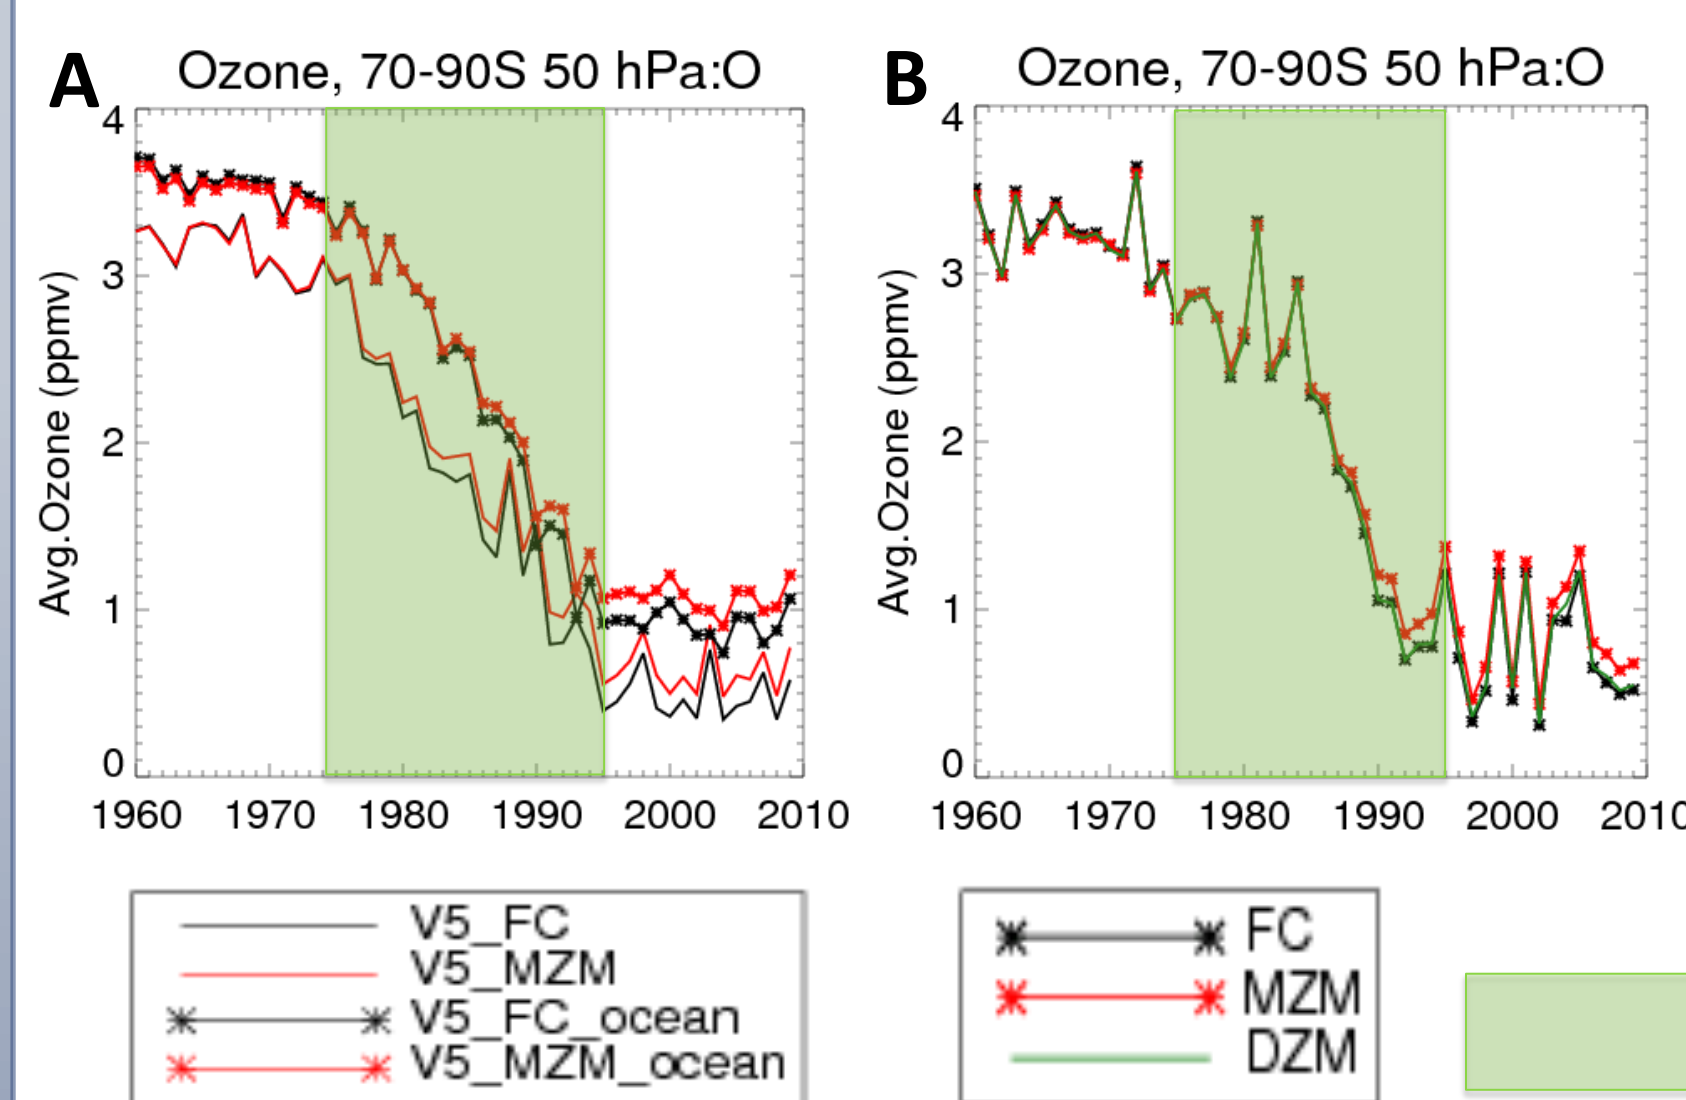 A
Ozone, 70-90S 50 hPa:O
Avg.Ozone (ppmv)
4
3
2
1
0
1960 1970 1980 1990 2000 2010
V5_FC
V5_MZM
V5_FC_ocean
V5_MZM_ocean
B
Ozone, 70-90S 50 hPa:O
Avg.Ozone (ppmv)
4
3
2
1
0
1960 1970 1980 1990 2000 2010
FC
MZM
DZM